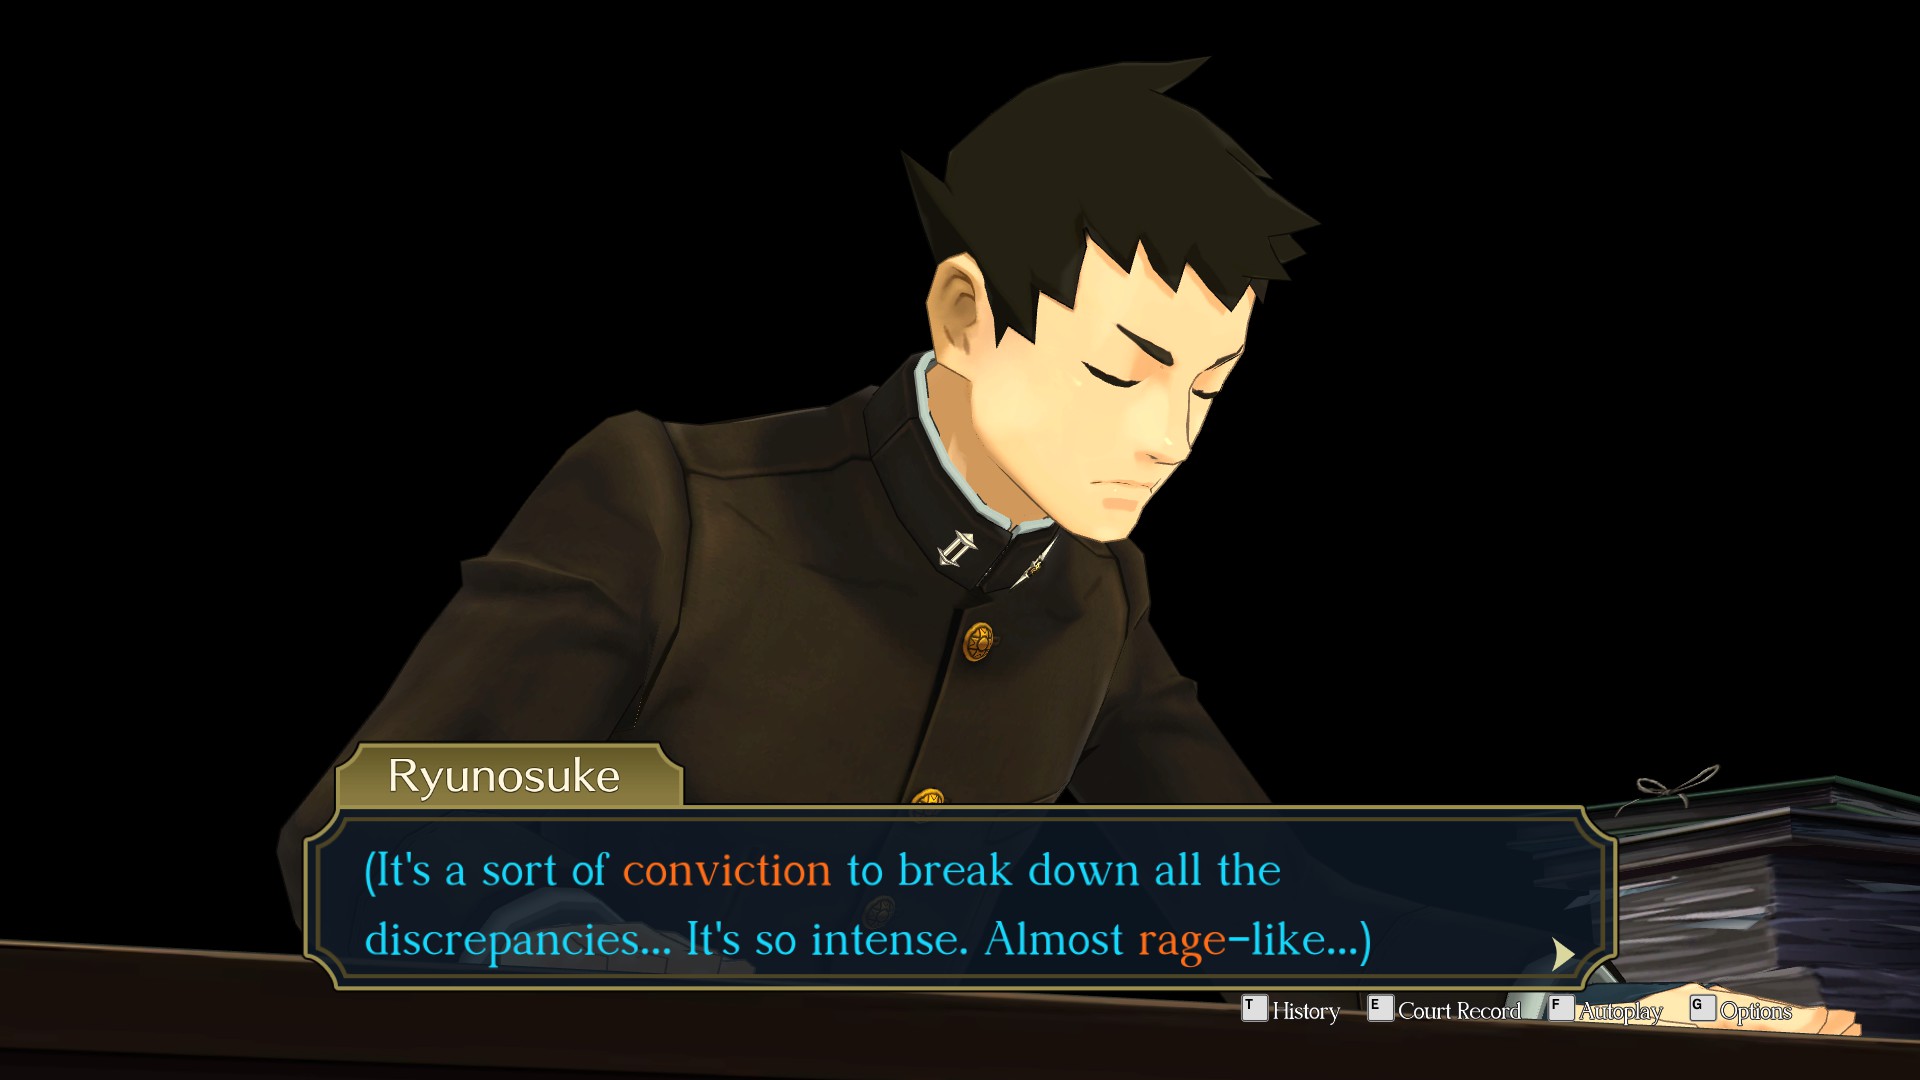 Ryunosuke
(It's a sort of conviction to break down all the
discrepancies... It's so intense. Almost rage-like...)
T History E Court Record F Autoplay G Options